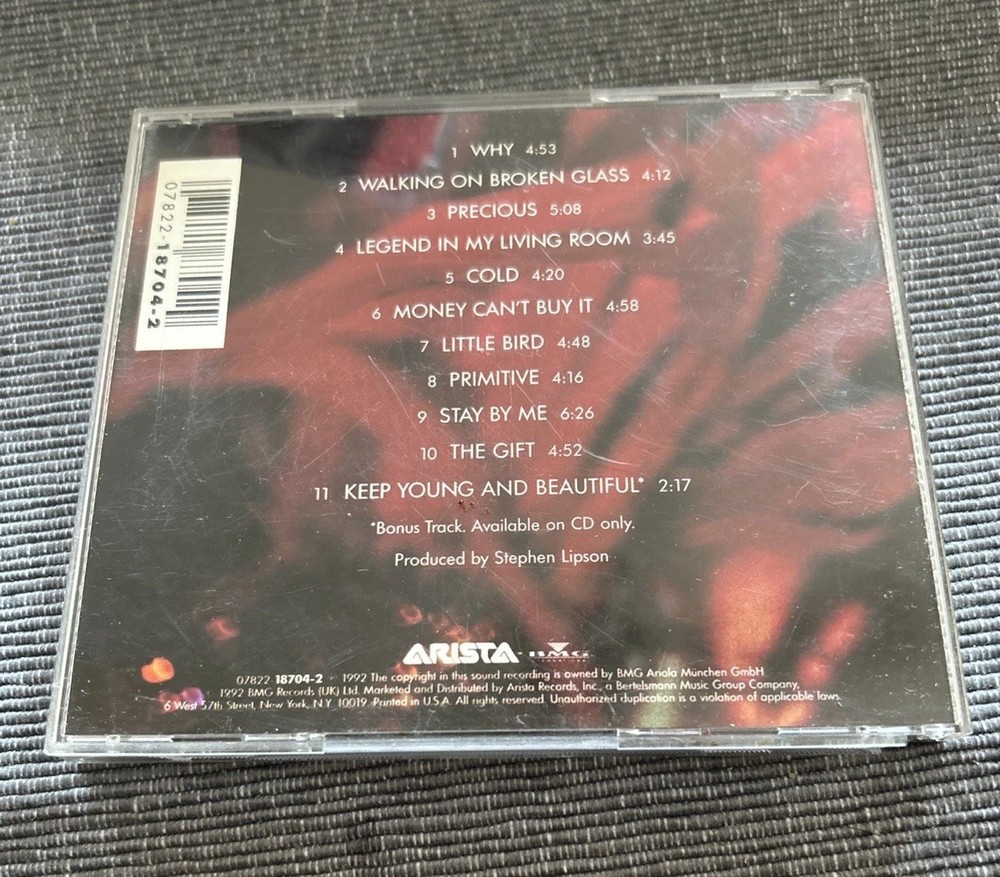 07822-18704-2
1 WHY 4:53
2 WALKING ON BROKEN GLASS 4:12
3 PRECIOUS 5:08
4 LEGEND IN MY LIVING ROOM 3:45
5 COLD 4:20
6 MONEY CAN'T BUY IT 4:58
7 LITTLE BIRD 4:48
8 PRIMITIVE 4:16
9 STAY BY ME 6:26
10 THE GIFT 4:52
11 KEEP YOUNG AND BEAUTIFUL* 2:17
*Bonus Track. Available on CD only.
Produced by Stephen Lipson
ARISTA BMG
07822 18704-2 ℗ 1992 The copyright in this sound recording is owned by BMG Ariola München GmbH
1992 BMG Records (UK) Ltd. Marketed and Distributed by Arista Records, Inc., a Bertelsmann Music Group Company,
6 West 57th Street, New York, N.Y. 10019 Printed in U.S.A. All rights reserved. Unauthorized duplication is a violation of applicable laws.